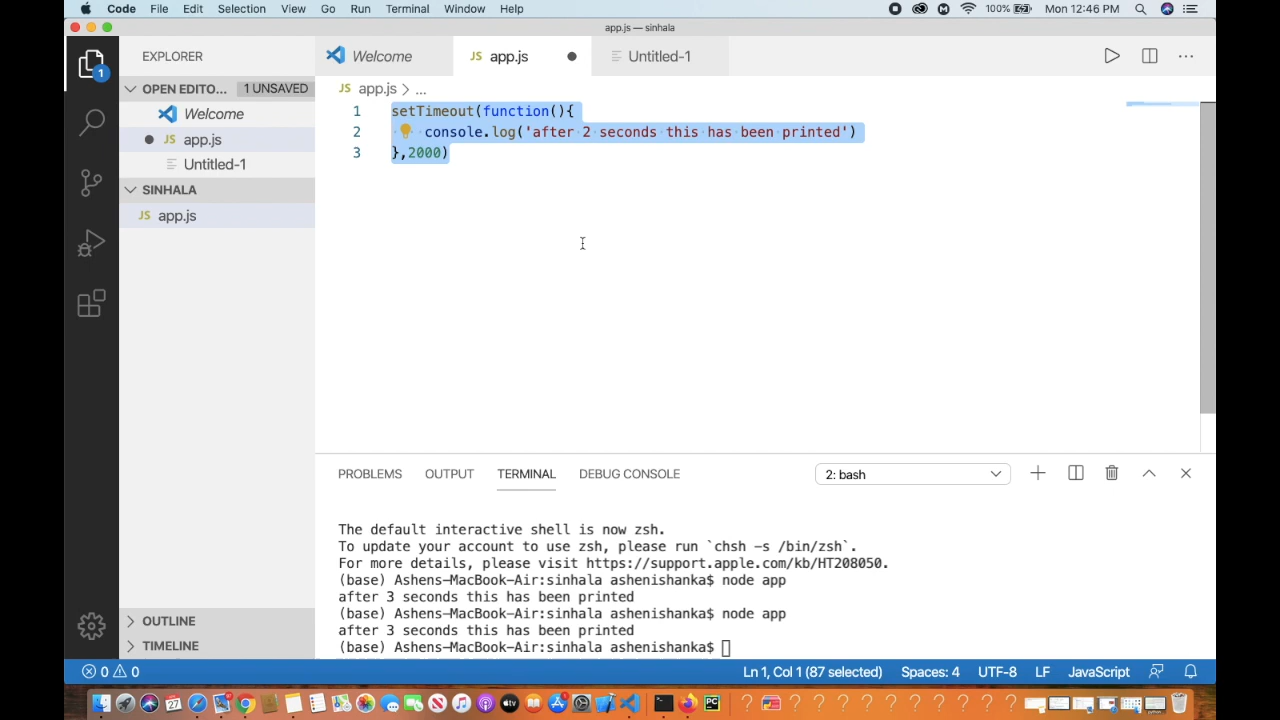 Code File Edit Selection View Go Run Terminal Window Help 100% Mon 12:46 PM
app.js — sinhala
EXPLORER
Welcome
JS app.js
Untitled-1
OPEN EDITO... 1 UNSAVED
Welcome
JS app.js
Untitled-1
SINHALA
JS app.js
JS app.js > ...
1 setTimeout(function(){
2 console.log('after 2 seconds this has been printed')
3 },2000)
PROBLEMS OUTPUT TERMINAL DEBUG CONSOLE 2: bash
The default interactive shell is now zsh.
To update your account to use zsh, please run `chsh -s /bin/zsh`.
For more details, please visit https://support.apple.com/kb/HT208050.
(base) Ashens-MacBook-Air:sinhala ashenishanka$ node app
after 3 seconds this has been printed
(base) Ashens-MacBook-Air:sinhala ashenishanka$ node app
after 3 seconds this has been printed
(base) Ashens-MacBook-Air:sinhala ashenishanka$
OUTLINE
TIMELINE
0 0 Ln 1, Col 1 (87 selected) Spaces: 4 UTF-8 LF JavaScript